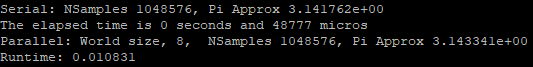 Serial: NSamples 1048576, Pi Approx 3.141762e+00
The elapsed time is 0 seconds and 48777 micros
Parallel: World size, 8,  NSamples 1048576, Pi Approx 3.143341e+00
Runtime: 0.010831